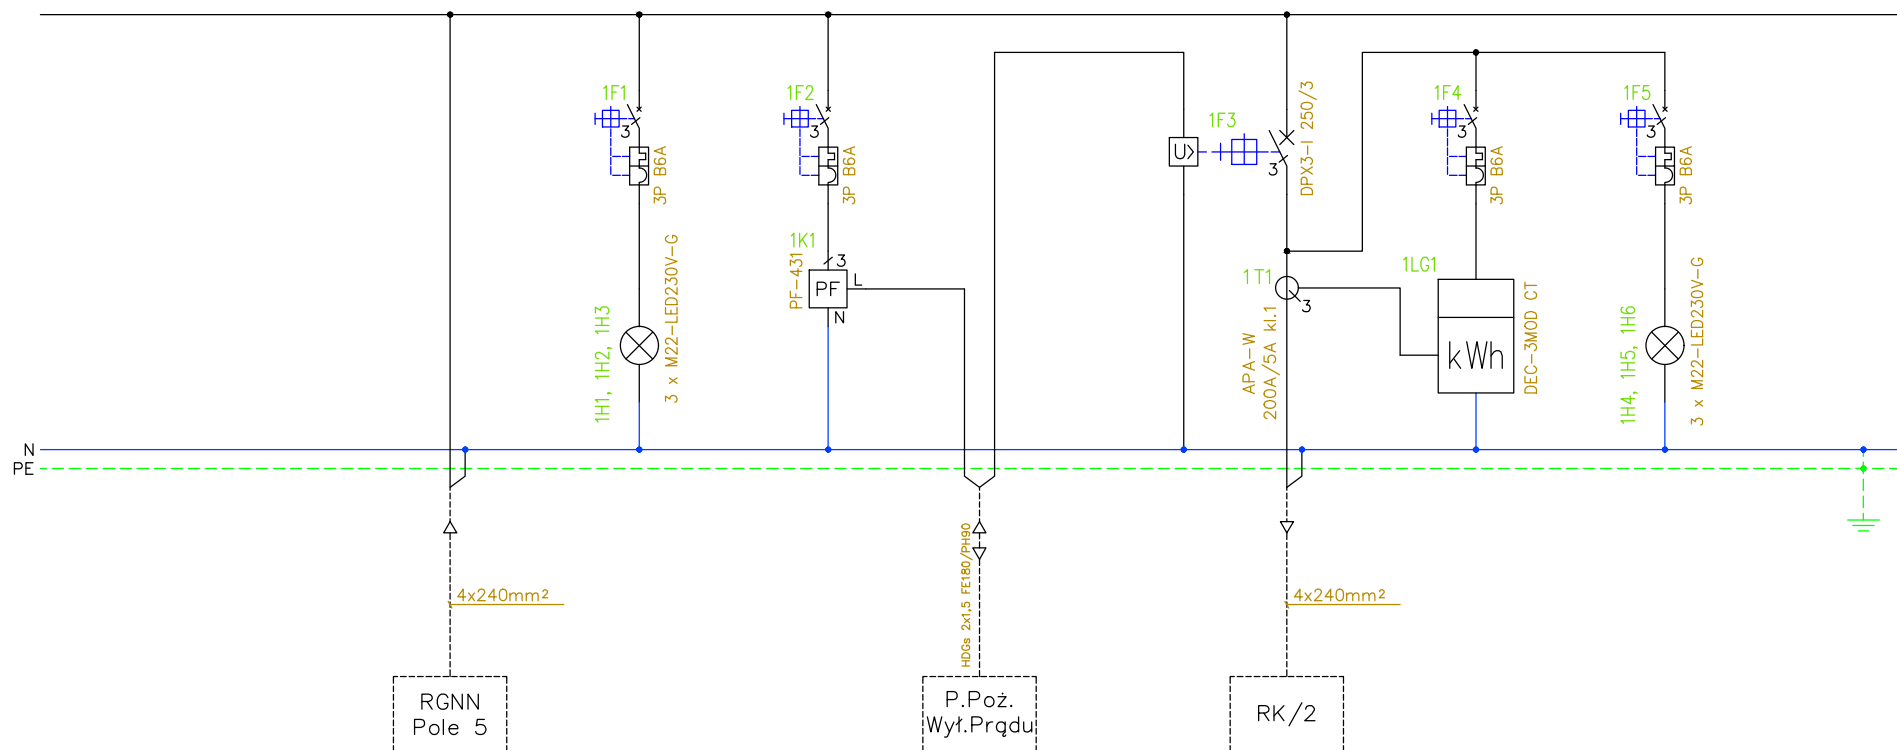 1F1
3
3P B6A
1H1, 1H2, 1H3
3 x M22-LED230V-G
1F2
3
3P B6A
1K1
PF-431
3
PF
L
N
U>
1F3
3
DPX3-I 250/3
1T1
3
APA-W
200A/5A kl.1
1F4
3
3P B6A
1LG1
kWh
DEC-3MOD CT
1F5
3
3P B6A
1H4, 1H5, 1H6
3 x M22-LED230V-G
N
PE
4x240mm²
HDGs 2x1,5 FE180/PH90
4x240mm²
RGNN
Pole 5
P.Poż.
Wył.Prądu
RK/2